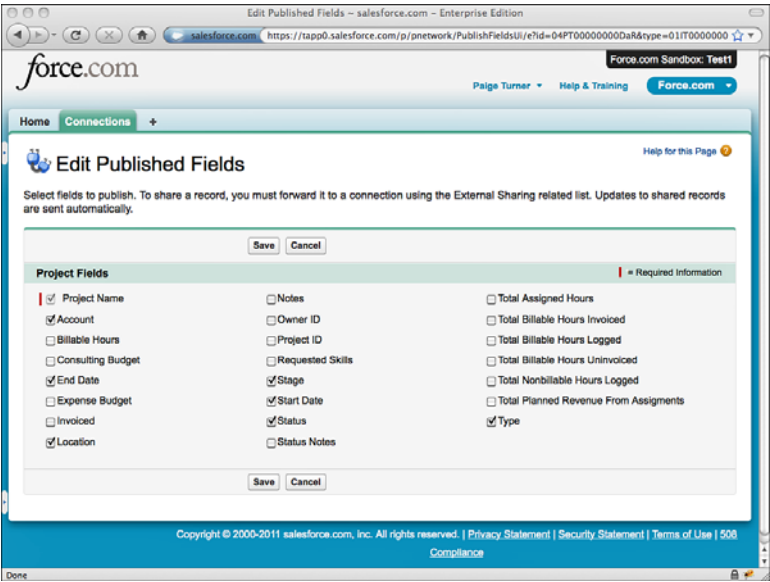 Edit Published Fields – salesforce.com – Enterprise Edition
salesforce.com https://tapp0.salesforce.com/p/pnetwork/PublishFieldsUi/e?id=04PT00000000DaR&type=01IT0000000
force.com
Force.com Sandbox: Test1
Paige Turner Help & Training Force.com
Home Connections +
Help for this Page
Edit Published Fields
Select fields to publish. To share a record, you must forward it to a connection using the External Sharing related list. Updates to shared records
are sent automatically.
Save Cancel
Project Fields = Required Information
Project Name Notes Total Assigned Hours
Account Owner ID Total Billable Hours Invoiced
Billable Hours Project ID Total Billable Hours Logged
Consulting Budget Requested Skills Total Billable Hours Uninvoiced
End Date Stage Total Nonbillable Hours Logged
Expense Budget Start Date Total Planned Revenue From Assigments
Invoiced Status Type
Location Status Notes
Save Cancel
Copyright © 2000-2011 salesforce.com, inc. All rights reserved. | Privacy Statement | Security Statement | Terms of Use | 508
Compliance
Done